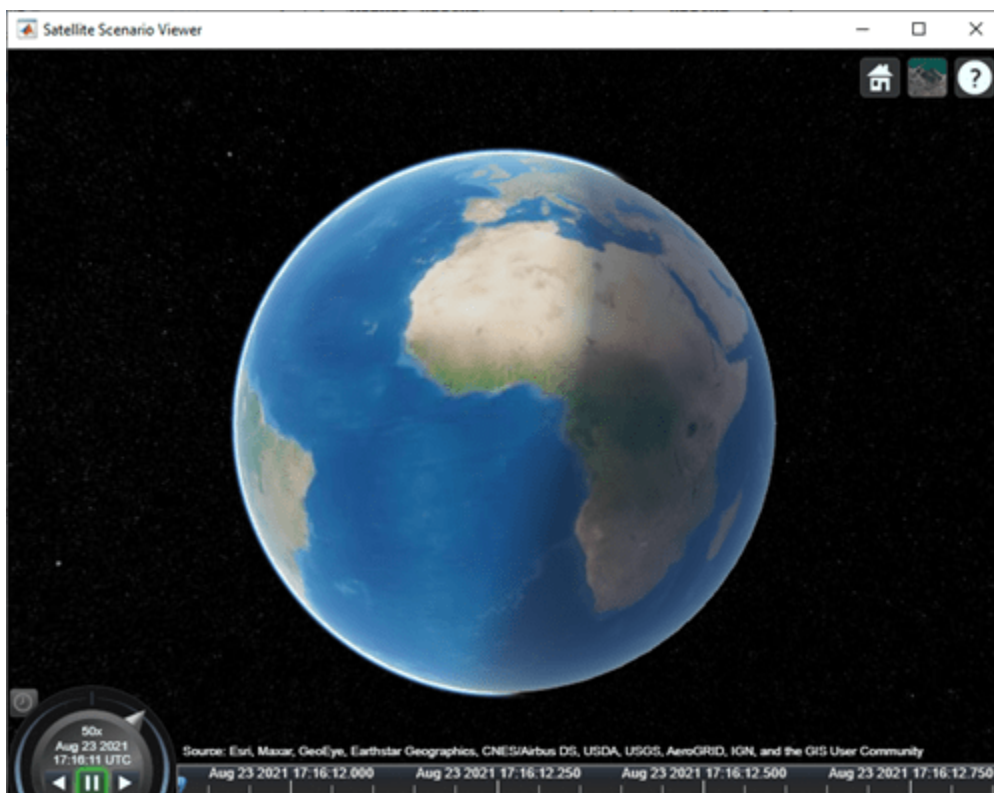 Satellite Scenario Viewer
?
50x
Aug 23 2021
17:16:11 UTC
Source: Esri, Maxar, GeoEye, Earthstar Geographics, CNES/Airbus DS, USDA, USGS, AeroGRID, IGN, and the GIS User Community
Aug 23 2021 17:16:12.000 Aug 23 2021 17:16:12.250 Aug 23 2021 17:16:12.500 Aug 23 2021 17:16:12.750